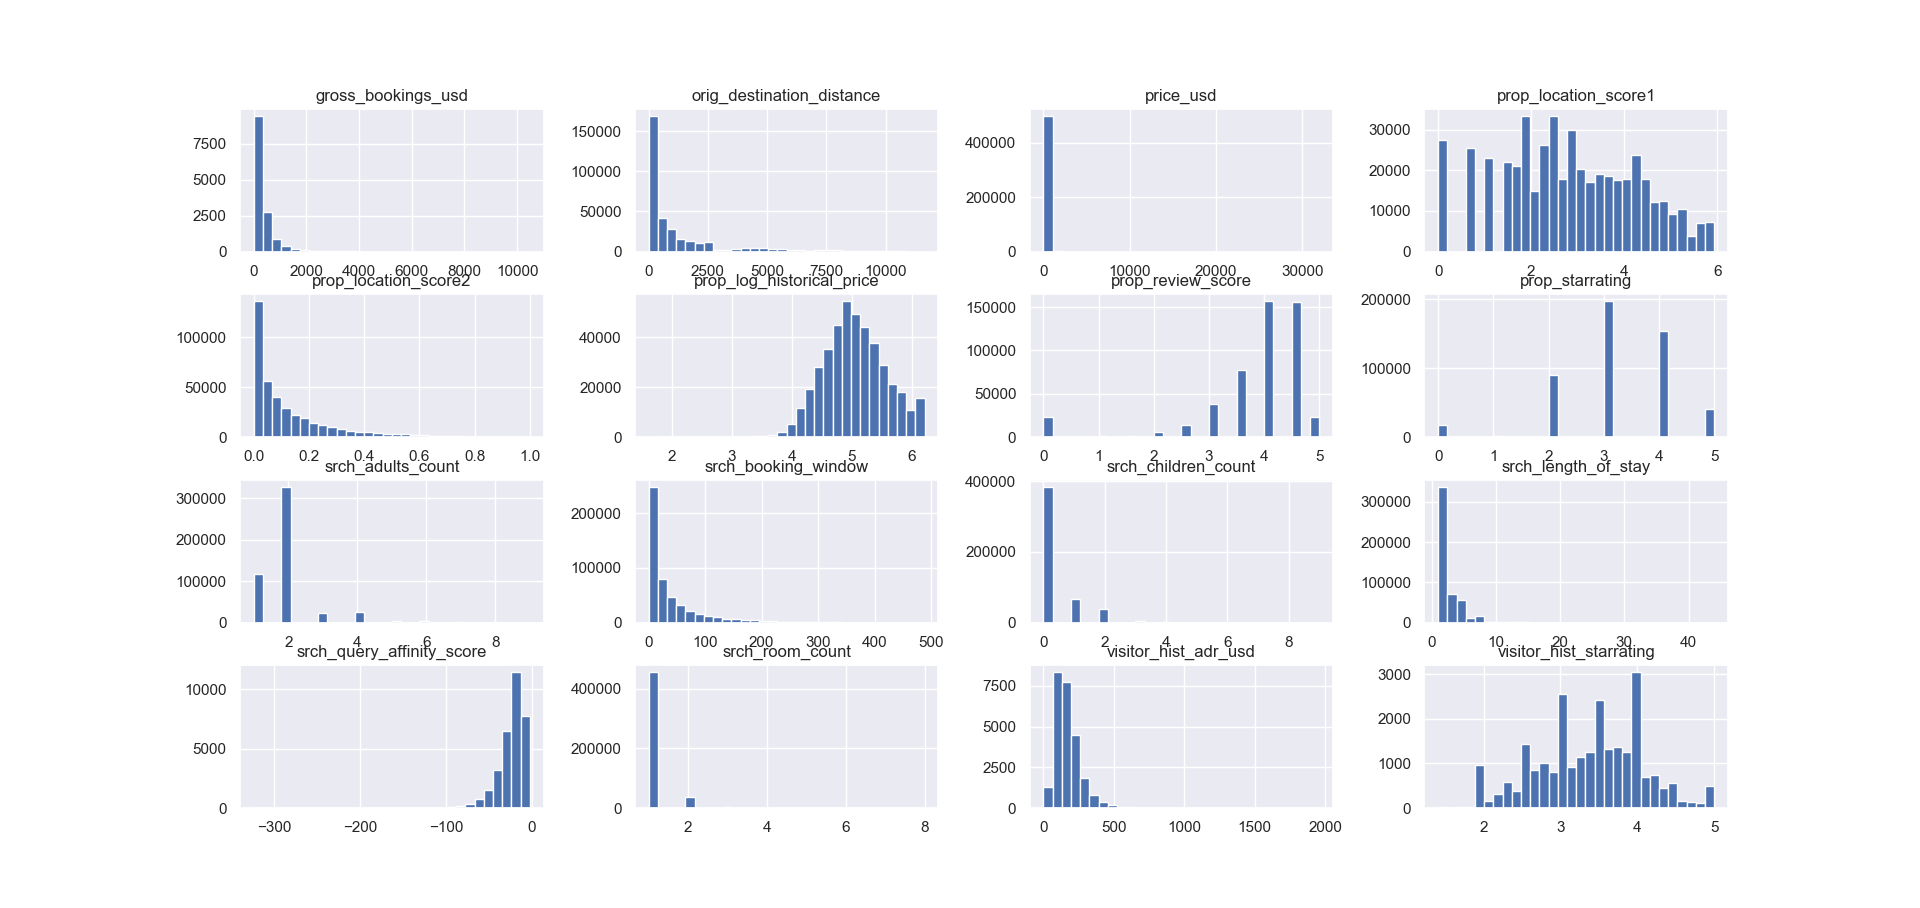 gross_bookings_usd
7500
5000
2500
0
0 2000 4000 6000 8000 10000
orig_destination_distance
150000
100000
50000
0
0 2500 5000 7500 10000
price_usd
400000
200000
0
0 10000 20000 30000
prop_location_score1
30000
20000
10000
0
0 2 4 6
prop_location_score2
100000
50000
0
0.0 0.2 0.4 0.6 0.8 1.0
prop_log_historical_price
40000
20000
0
2 3 4 5 6
prop_review_score
150000
100000
50000
0
0 1 2 3 4 5
prop_starrating
200000
100000
0
0 1 2 3 4 5
srch_adults_count
300000
200000
100000
0
2 4 6 8
srch_booking_window
200000
100000
0
0 100 200 300 400 500
srch_children_count
400000
200000
0
0 2 4 6 8
srch_length_of_stay
300000
200000
100000
0
0 10 20 30 40
srch_query_affinity_score
10000
5000
0
−300 −200 −100 0
srch_room_count
400000
200000
0
2 4 6 8
visitor_hist_adr_usd
7500
5000
2500
0
0 500 1000 1500 2000
visitor_hist_starrating
3000
2000
1000
0
2 3 4 5